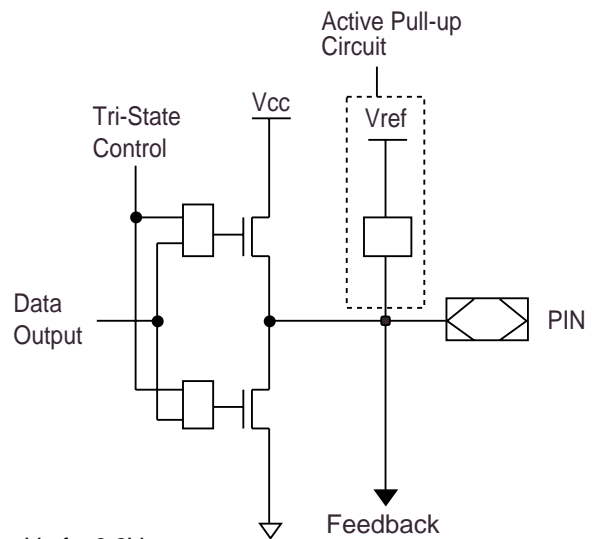 Active Pull-up
Circuit
Vcc
Vref
Tri-State
Control
Data
Output
PIN
Feedback